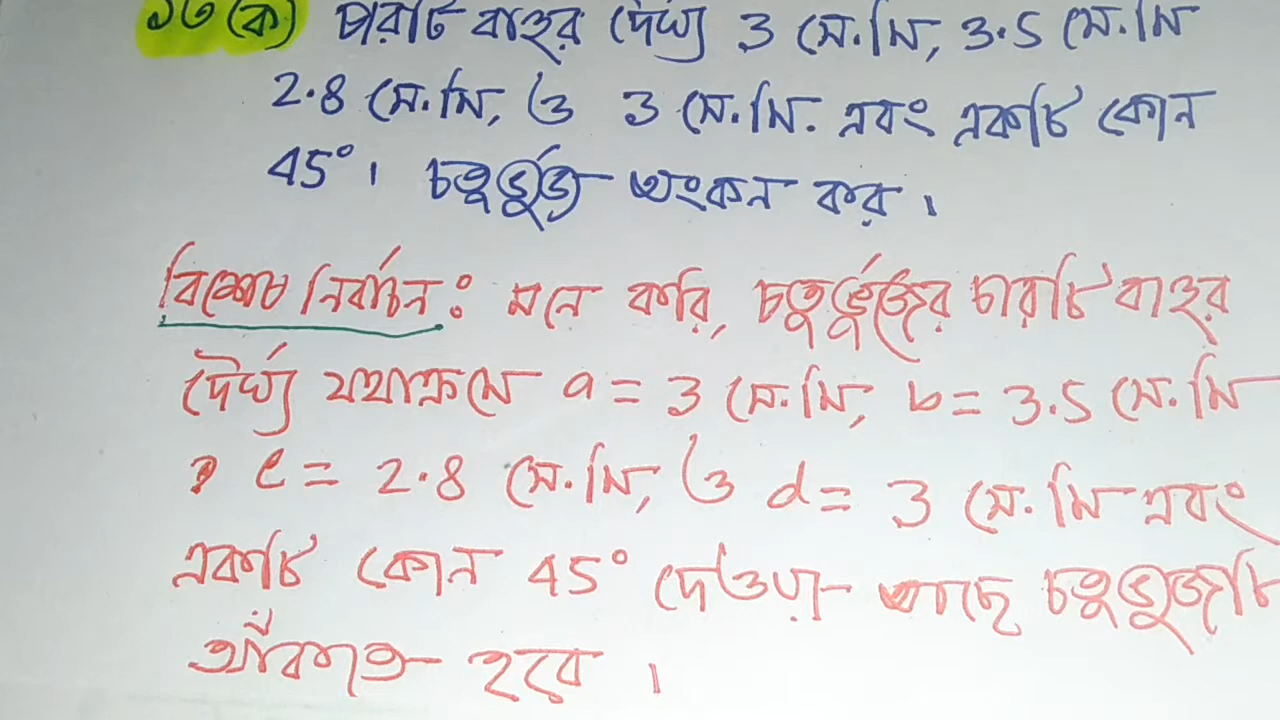 ১৩ (ক) চারটি বাহুর দৈর্ঘ্য 3 সে.মি, 3.5 সে.মি
2.8 সে.মি, ও 3 সে.মি. এবং একটি কোন
45°। চতুর্ভুজ অংকন কর।
বিশেষ নির্বাচন: মনে করি, চতুর্ভুজের চারটি বাহুর
দৈর্ঘ্য যথাক্রমে a = 3 সে.মি, b = 3.5 সে.মি
, c = 2.8 সে.মি, ও d = 3 সে.মি এবং
একটি কোন 45° দেওয়া আছে চতুর্ভুজটি
আঁকতে হবে।